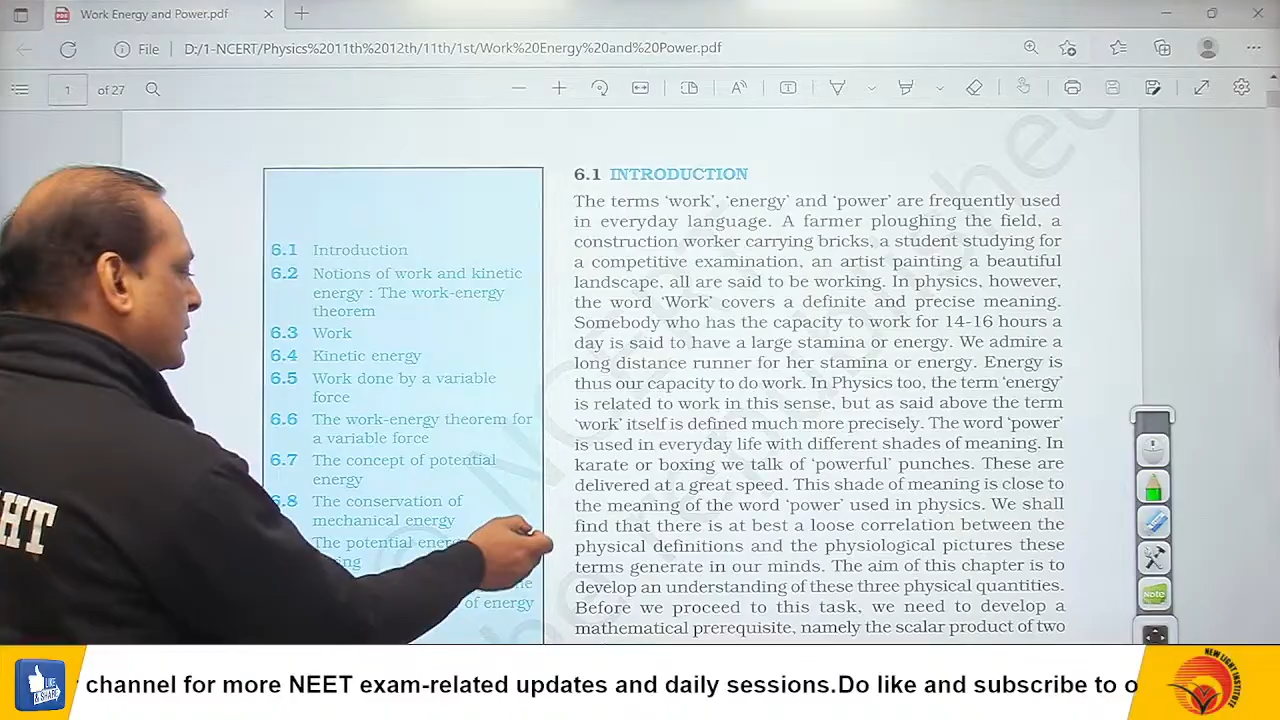 Work Energy and Power.pdf
File
D:/1-NCERT/Physics%2011th%2012th/11th/1st/Work%20Energy%20and%20Power.pdf
1
of 27
6.1 Introduction
6.2 Notions of work and kinetic
energy : The work-energy
theorem
6.3 Work
6.4 Kinetic energy
6.5 Work done by a variable
force
6.6 The work-energy theorem for
a variable force
6.7 The concept of potential
energy
The conservation of
mechanical energy
The potential
of energy
6.1 INTRODUCTION
The terms ‘work’, ‘energy’ and ‘power’ are frequently used
in everyday language. A farmer ploughing the field, a
construction worker carrying bricks, a student studying for
a competitive examination, an artist painting a beautiful
landscape, all are said to be working. In physics, however,
the word ‘Work’ covers a definite and precise meaning.
Somebody who has the capacity to work for 14-16 hours a
day is said to have a large stamina or energy. We admire a
long distance runner for her stamina or energy. Energy is
thus our capacity to do work. In Physics too, the term ‘energy’
is related to work in this sense, but as said above the term
‘work’ itself is defined much more precisely. The word ‘power’
is used in everyday life with different shades of meaning. In
karate or boxing we talk of ‘powerful’ punches. These are
delivered at a great speed. This shade of meaning is close to
the meaning of the word ‘power’ used in physics. We shall
find that there is at best a loose correlation between the
physical definitions and the physiological pictures these
terms generate in our minds. The aim of this chapter is to
develop an understanding of these three physical quantities.
Before we proceed to this task, we need to develop a
mathematical prerequisite, namely the scalar product of two
Note
LIKE
& SHARE
channel for more NEET exam-related updates and daily sessions.Do like and subscribe to o
NEW LIGHT INSTITUTE